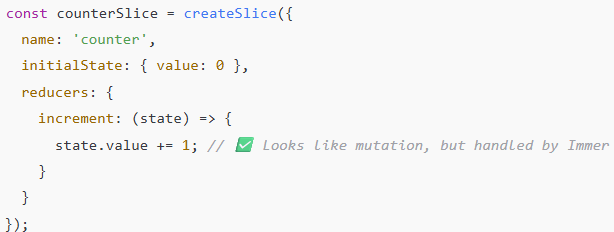 const counterSlice = createSlice({
  name: 'counter',
  initialState: { value: 0 },
  reducers: {
    increment: (state) => {
      state.value += 1; // ✅ Looks like mutation, but handled by Immer
    }
  }
});